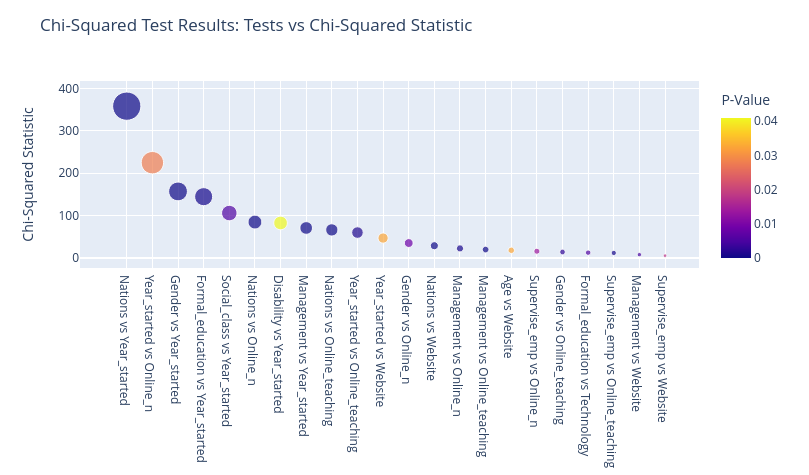 Chi-Squared Test Results: Tests vs Chi-Squared Statistic
Chi-Squared Statistic
400
300
200
100
0
Nations vs Year_started
Year_started vs Online_n
Gender vs Year_started
Formal_education vs Year_started
Social_class vs Year_started
Nations vs Online_n
Disability vs Year_started
Management vs Year_started
Nations vs Online_teaching
Year_started vs Online_teaching
Year_started vs Website
Gender vs Online_n
Nations vs Website
Management vs Online_n
Management vs Online_teaching
Age vs Website
Supervise_emp vs Online_n
Gender vs Online_teaching
Formal_education vs Technology
Supervise_emp vs Online_teaching
Management vs Website
Supervise_emp vs Website
P-Value
0.04
0.03
0.02
0.01
0